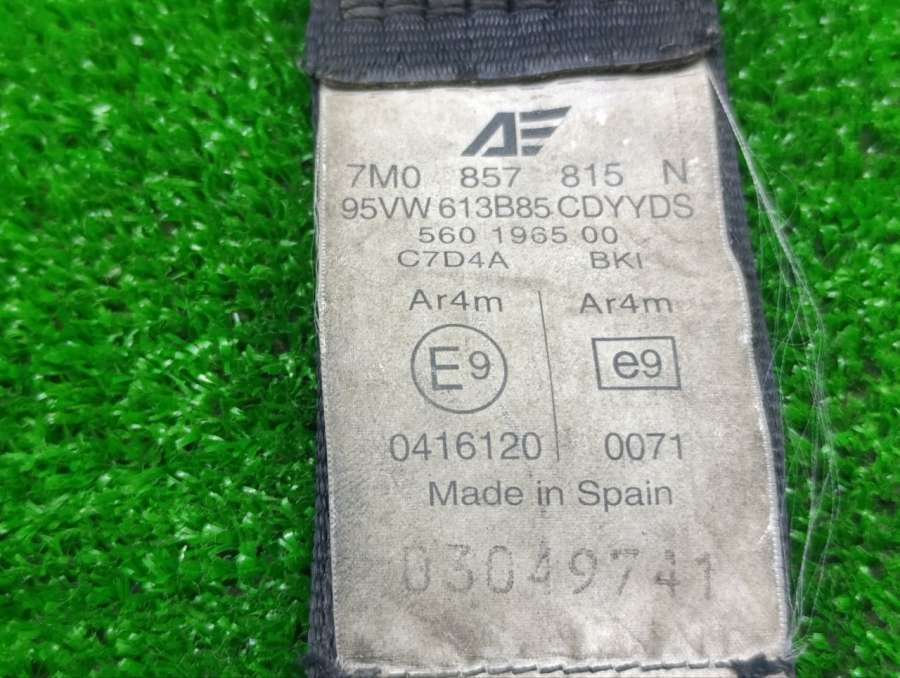 AE
7M0 857 815 N
95VW 613B85 CDYYDS
560 1965 00
C7D4A BKI
Ar4m Ar4m
E9 e9
0416120 0071
Made in Spain
03049741